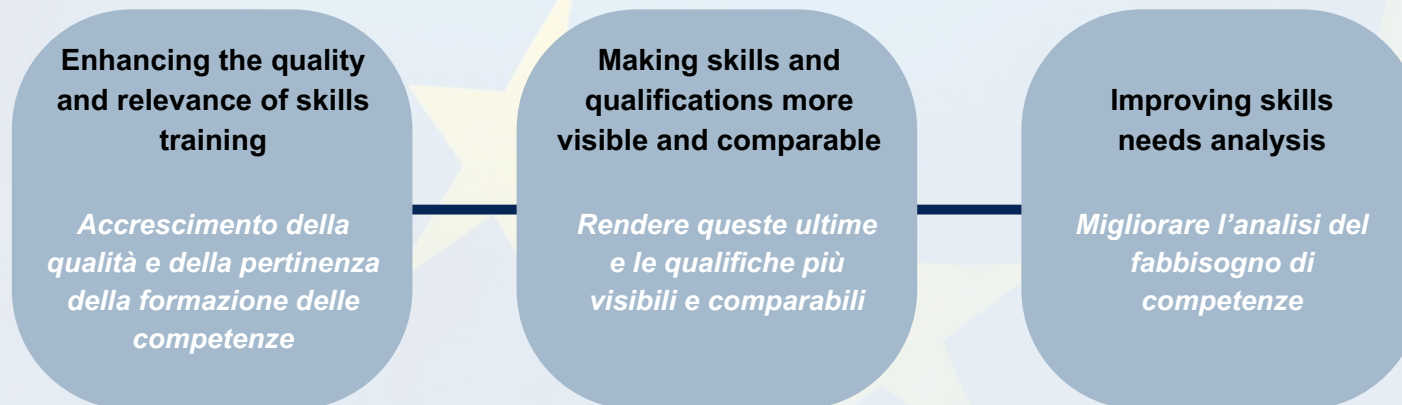 Enhancing the quality
and relevance of skills
training
Accrescimento della
qualità e della pertinenza
della formazione delle
competenze
Making skills and
qualifications more
visible and comparable
Rendere queste ultime
e le qualifiche più
visibili e comparabili
Improving skills
needs analysis
Migliorare l’analisi del
fabbisogno di
competenze